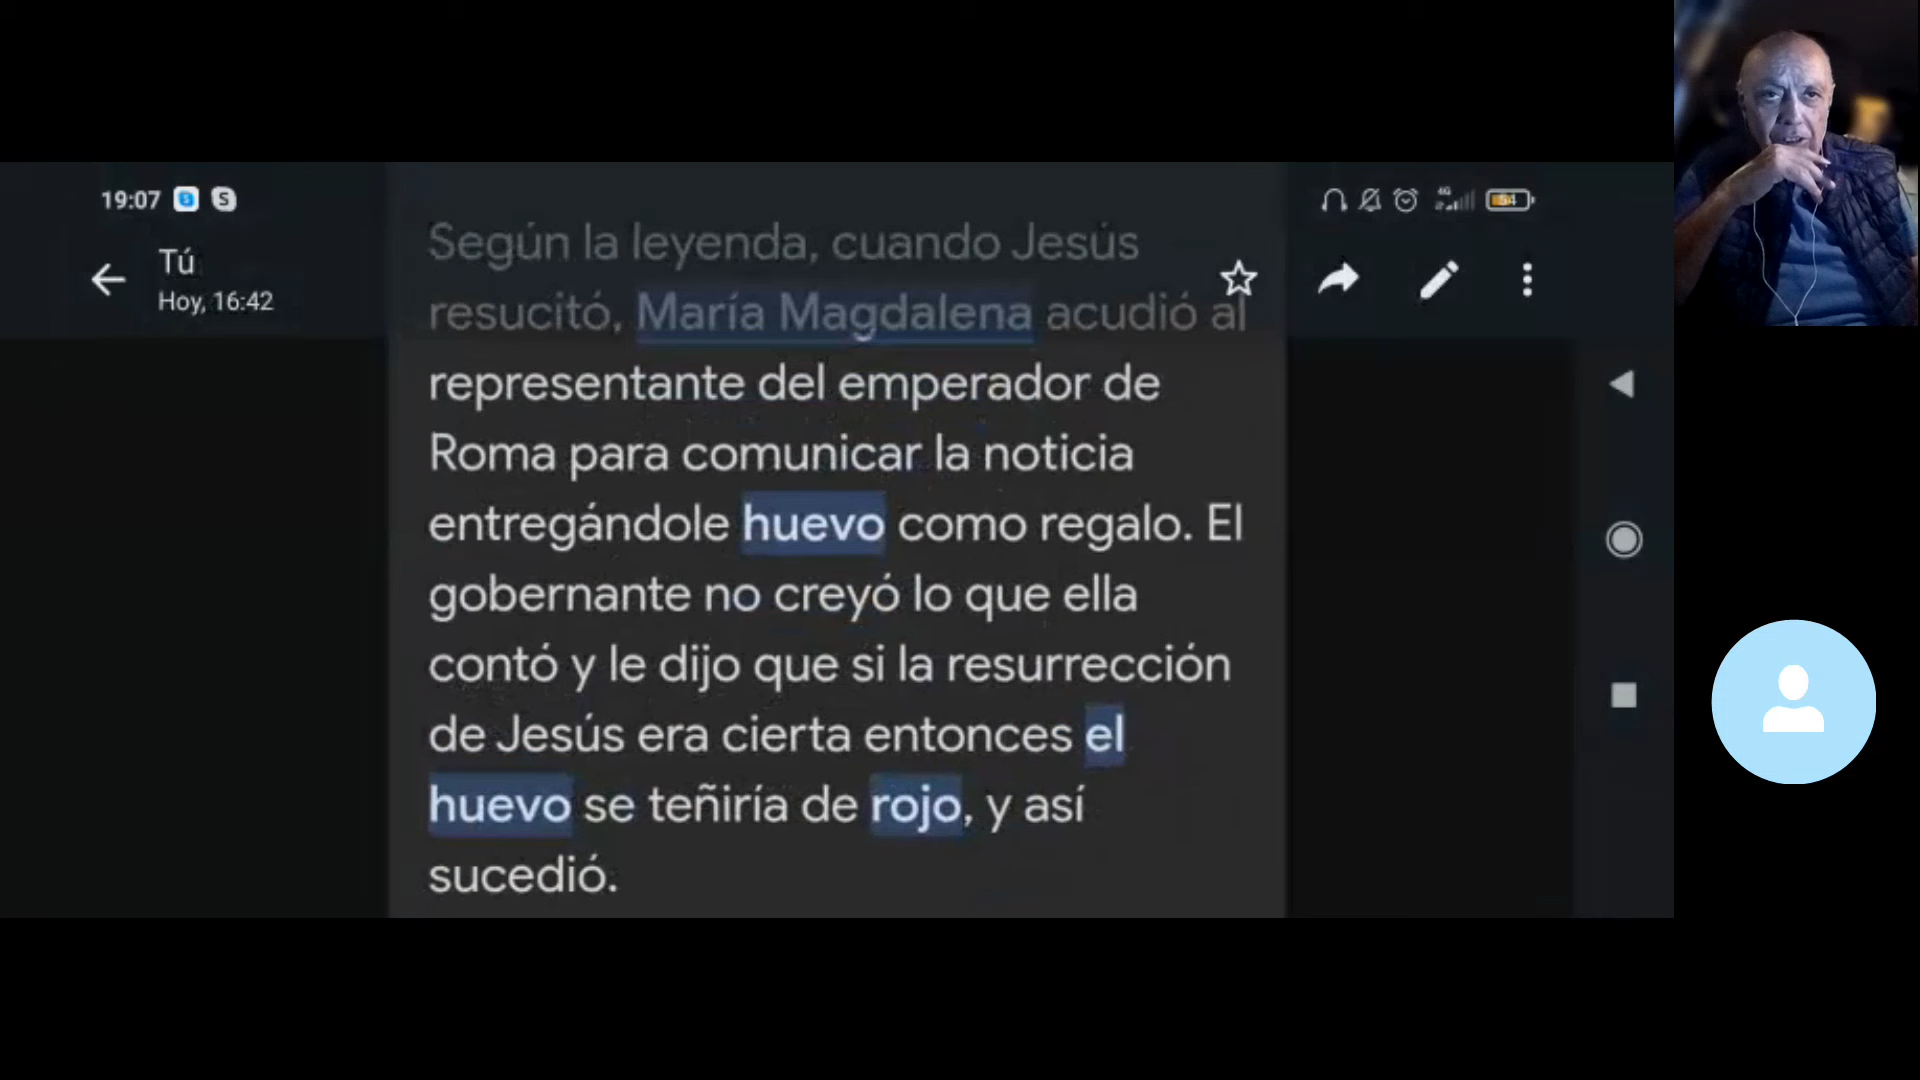 19:07
54
Tú
Hoy, 16:42
Según la leyenda, cuando Jesús
resucitó, María Magdalena acudió al
representante del emperador de
Roma para comunicar la noticia
entregándole huevo como regalo. El
gobernante no creyó lo que ella
contó y le dijo que si la resurrección
de Jesús era cierta entonces el
huevo se teñiría de rojo, y así
sucedió.